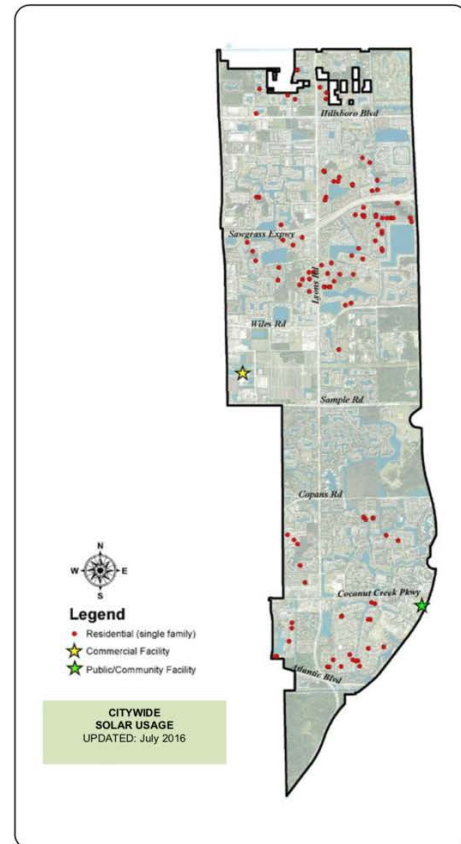 Hillsboro Blvd
Sawgrass Expwy
Lyons Rd
Wiles Rd
Sample Rd
Copans Rd
N
W E
S
Coconut Creek Pkwy
Legend
Residential (single family)
Commercial Facility
Public/Community Facility
Atlantic Blvd
CITYWIDE
SOLAR USAGE
UPDATED: July 2016